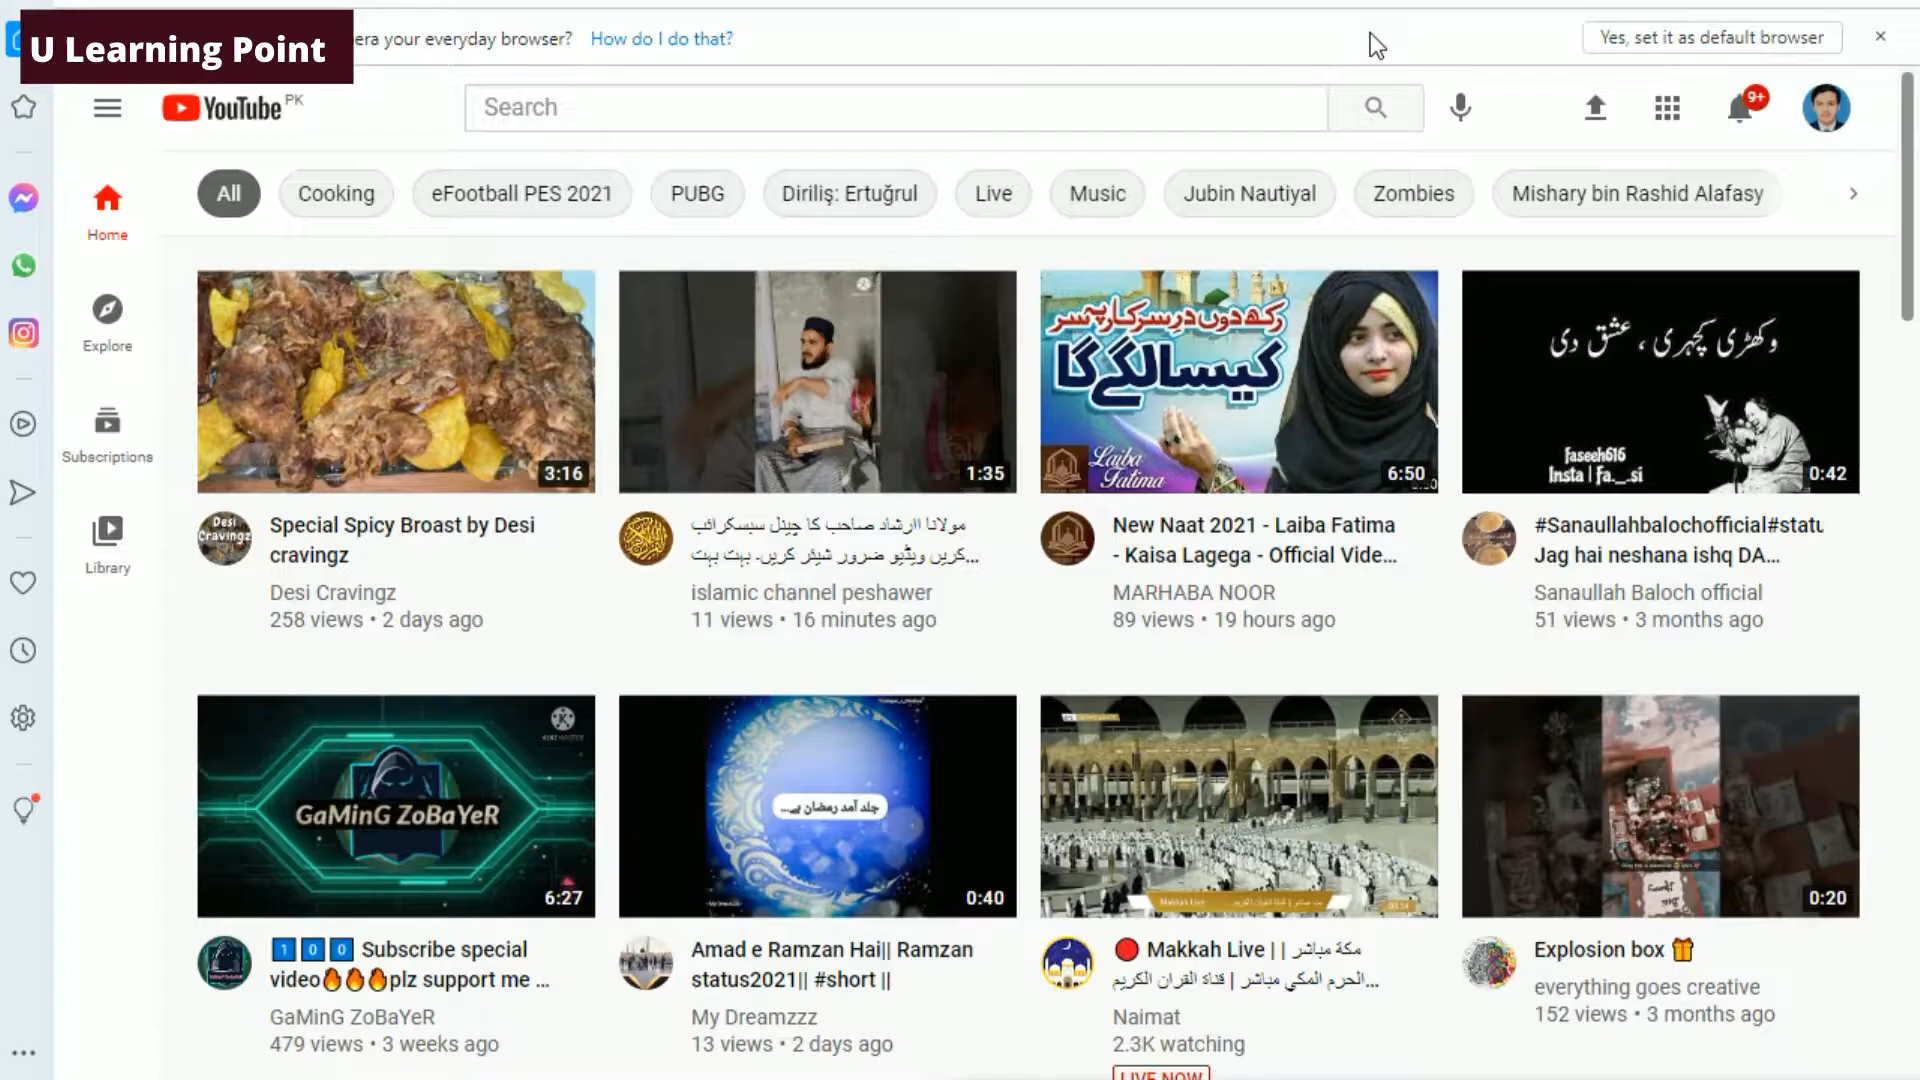 U Learning Point
era your everyday browser? How do I do that?
Yes, set it as default browser
YouTube PK
Search
9+
All
Cooking
eFootball PES 2021
PUBG
Diriliş: Ertuğrul
Live
Music
Jubin Nautiyal
Zombies
Mishary bin Rashid Alafasy
Home
Explore
Subscriptions
Library
3:16
1:35
رکھ دوں درِ سرکار پہ سر
کیسا لگے گا
Laiba
Fatima
6:50
وکھڑی کچہری ، عشق دی
faseeh616
Insta | fa._.si
0:42
Desi
Cravingz
Special Spicy Broast by Desi
cravingz
Desi Cravingz
258 views • 2 days ago
مولانا اارشاد صاحب کا چینل سبسکرائب
کریں ویڈیو ضرور شیئر کریں۔ بہت بہت...
islamic channel peshawer
11 views • 16 minutes ago
New Naat 2021 - Laiba Fatima
- Kaisa Lagega - Official Vide...
MARHABA NOOR
89 views • 19 hours ago
#Sanaullahbalochofficial#statu
Jag hai neshana ishq DA...
Sanaullah Baloch official
51 views • 3 months ago
GaMinG ZoBaYeR
6:27
جلد آمد رمضان ہے...
0:40
Makkah Live
0:20
1 0 0 Subscribe special
video🔥🔥🔥plz support me ...
GaMinG ZoBaYeR
479 views • 3 weeks ago
Amad e Ramzan Hai|| Ramzan
status2021|| #short ||
My Dreamzzz
13 views • 2 days ago
🔴 Makkah Live || مكة مباشر
الحرم المكي مباشر | قناة القران الكريم...
Naimat
2.3K watching
LIVE NOW
Explosion box 🎁
everything goes creative
152 views • 3 months ago